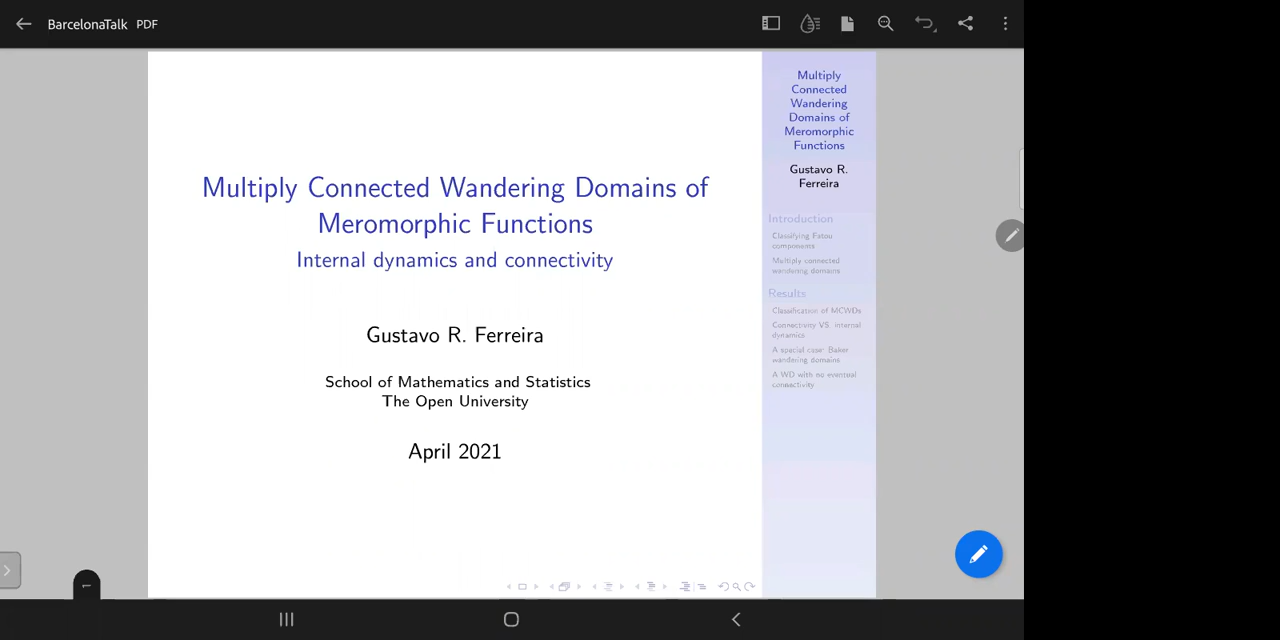 BarcelonaTalk PDF
Multiply Connected Wandering Domains of
Meromorphic Functions
Internal dynamics and connectivity
Gustavo R. Ferreira
School of Mathematics and Statistics
The Open University
April 2021
Multiply
Connected
Wandering
Domains of
Meromorphic
Functions
Gustavo R.
Ferreira
Introduction
Classifying Fatou
components
Multiply connected
wandering domains
Results
Classification of MCWDs
Connectivity VS. internal
dynamics
A special case: Baker
wandering domains
A WD with no eventual
connectivity
1